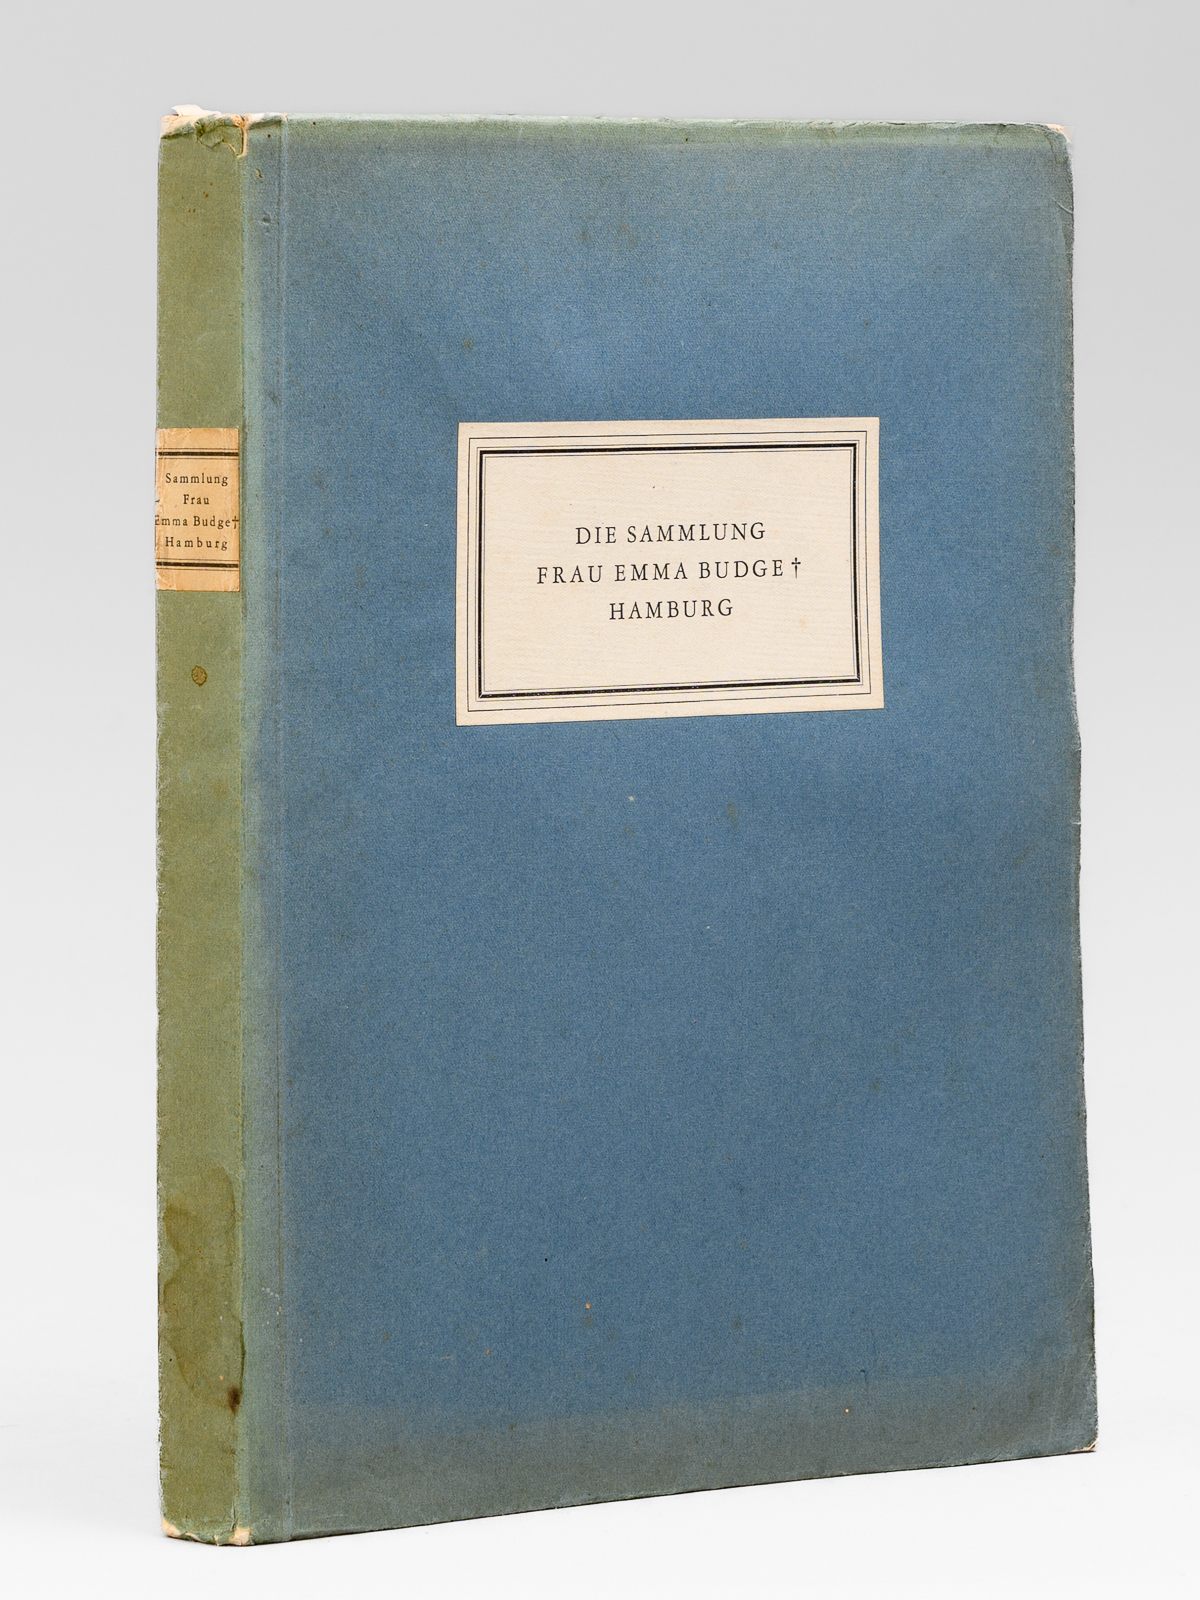 Sammlung
Frau
Emma Budge†
Hamburg
DIE SAMMLUNG
FRAU EMMA BUDGE †
HAMBURG